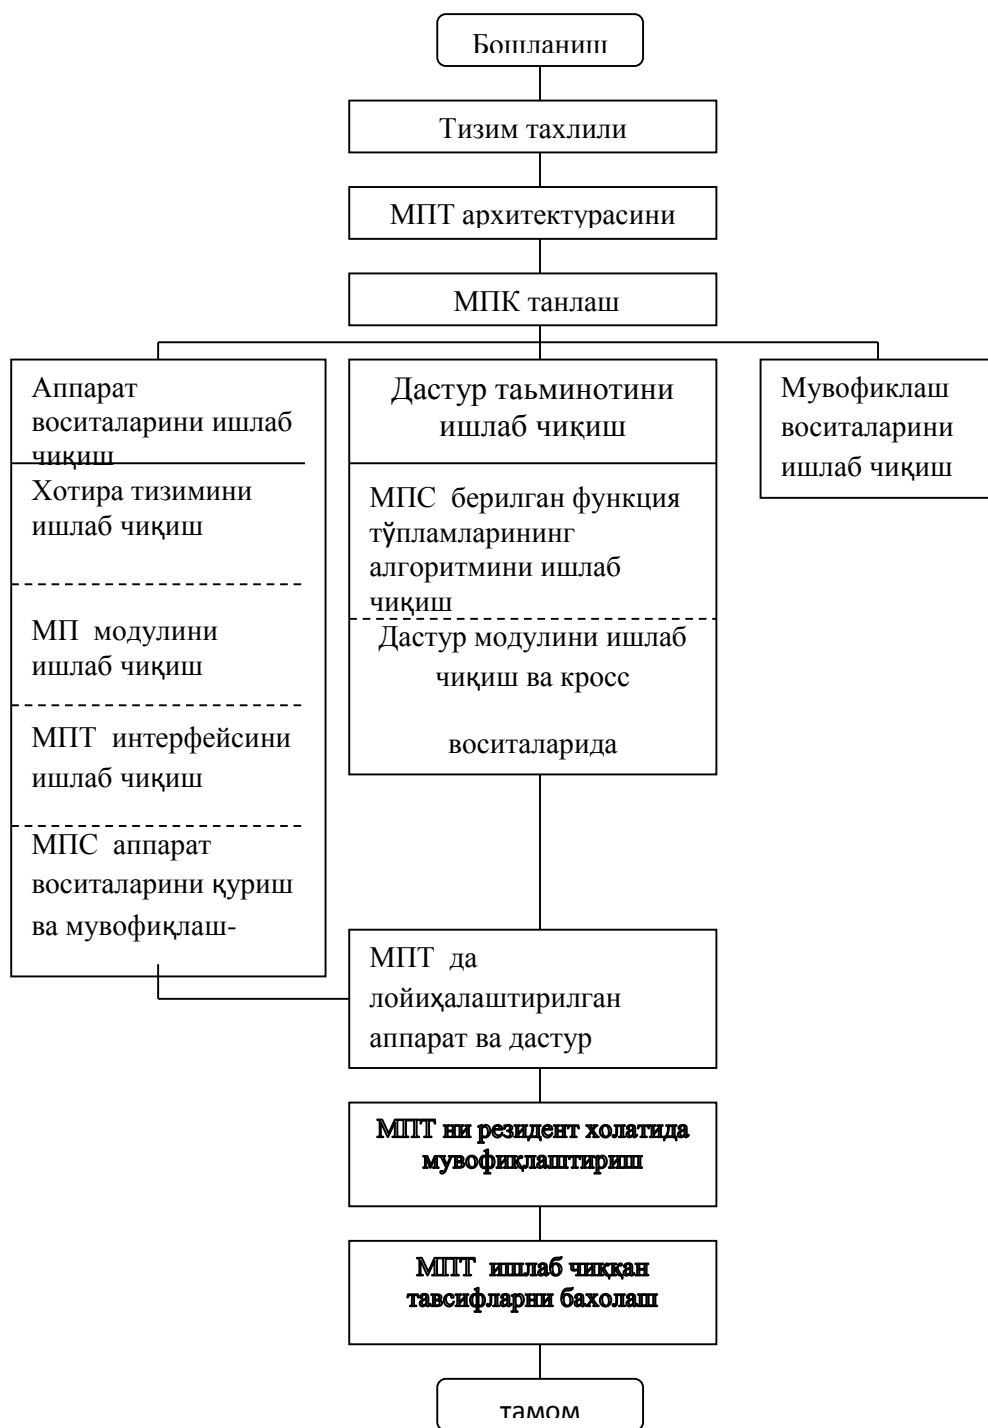 Бошланиш
Тизим тахлили
МПТ архитектурасини
МПК танлаш
Аппарат
воситаларини ишлаб
чиқиш
Хотира тизимини
ишлаб чиқиш
МП модулини
ишлаб чиқиш
МПТ интерфейсини
ишлаб чиқиш
МПС аппарат
воситаларини қуриш
ва мувофиқлаш-
Дастур таьминотини
ишлаб чиқиш
МПС берилган функция
тўпламларининг
алгоритмини ишлаб
чиқиш
Дастур модулини ишлаб
чиқиш ва кросс
воситаларида
Мувофиклаш
воситаларини
ишлаб чиқиш
МПТ да
лойиҳалаштирилган
аппарат ва дастур
МПТ ни резидент холатида
мувофиқлаштириш
МПТ ишлаб чиққан
тавсифларни бахолаш
тамом